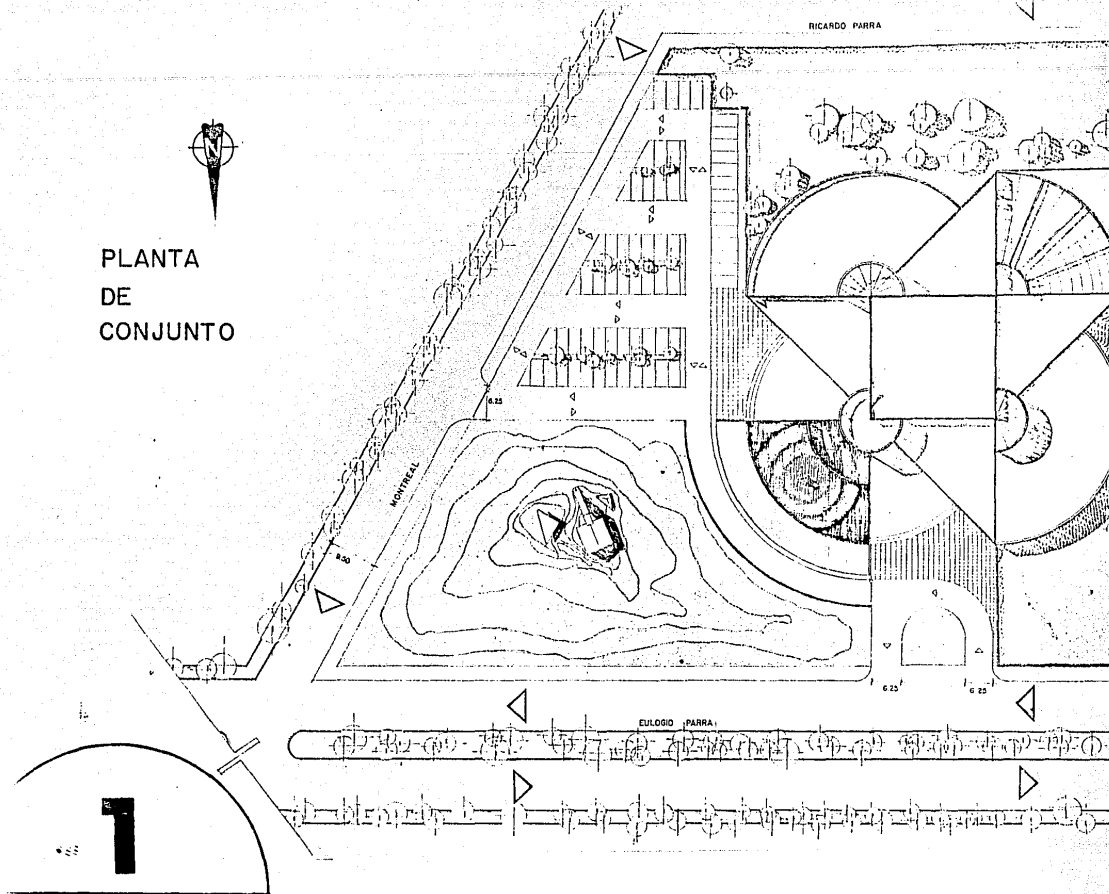 RICARDO PARRA
N
PLANTA
DE
CONJUNTO
6.25
MONTREAL
8.50
6.25
6.25
EULOGIO PARRA
1